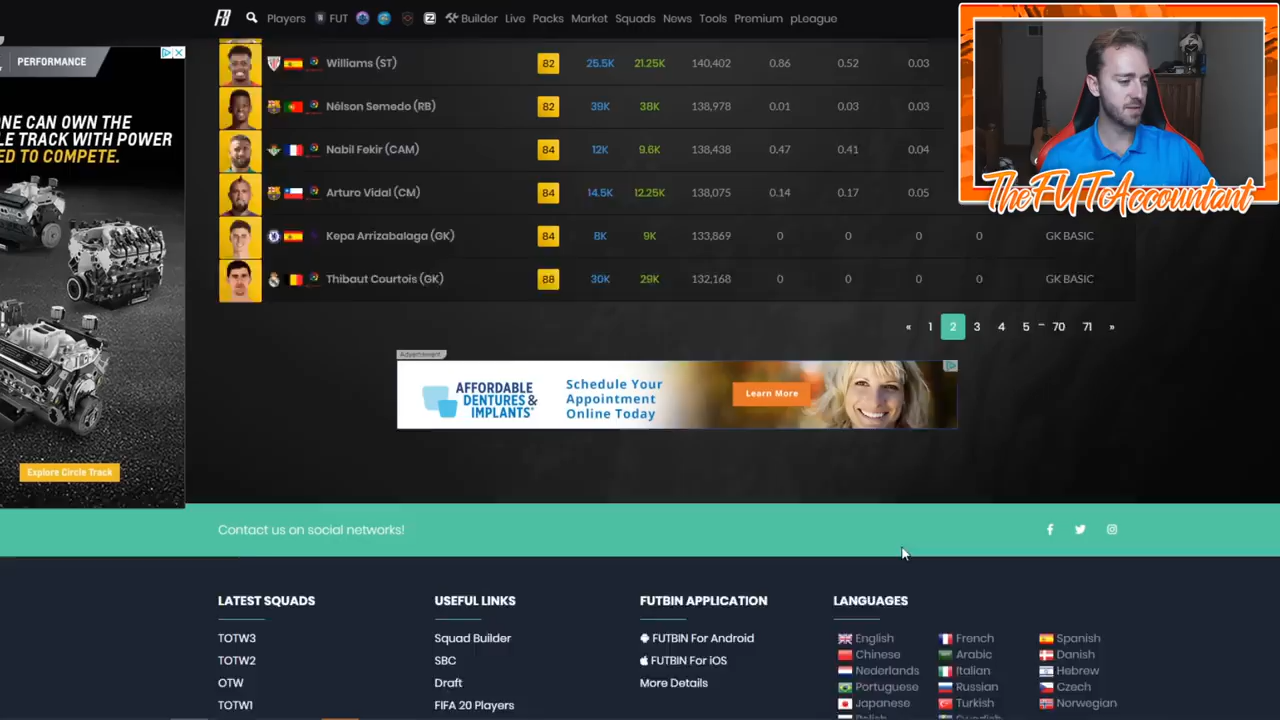 F8 Players FUT Z Builder Live Packs Market Squads News Tools Premium pLeague
PERFORMANCE
NE CAN OWN THE
LE TRACK WITH POWER
ED TO COMPETE.
Explore Circle Track
Williams (ST) 82 25.5K 21.25K 140,402 0.86 0.52 0.03
Nélson Semedo (RB) 82 39K 38K 138,978 0.01 0.03 0.03
Nabil Fekir (CAM) 84 12K 9.6K 138,438 0.47 0.41 0.04
Arturo Vidal (CM) 84 14.5K 12.25K 138,075 0.14 0.17 0.05
Kepa Arrizabalaga (GK) 84 8K 9K 133,869 0 0 0 0 GK BASIC
Thibaut Courtois (GK) 88 30K 29K 132,168 0 0 0 0 GK BASIC
TheFUTAccountant
« 1 2 3 4 5 – 70 71 »
Advertisement
AFFORDABLE
DENTURES &
IMPLANTS
Schedule Your
Appointment
Online Today
Learn More
Contact us on social networks!
LATEST SQUADS
TOTW3
TOTW2
OTW
TOTW1
USEFUL LINKS
Squad Builder
SBC
Draft
FIFA 20 Players
FUTBIN APPLICATION
FUTBIN For Android
FUTBIN For iOS
More Details
LANGUAGES
English French Spanish
Chinese Arabic Danish
Nederlands Italian Hebrew
Portuguese Russian Czech
Japanese Turkish Norwegian